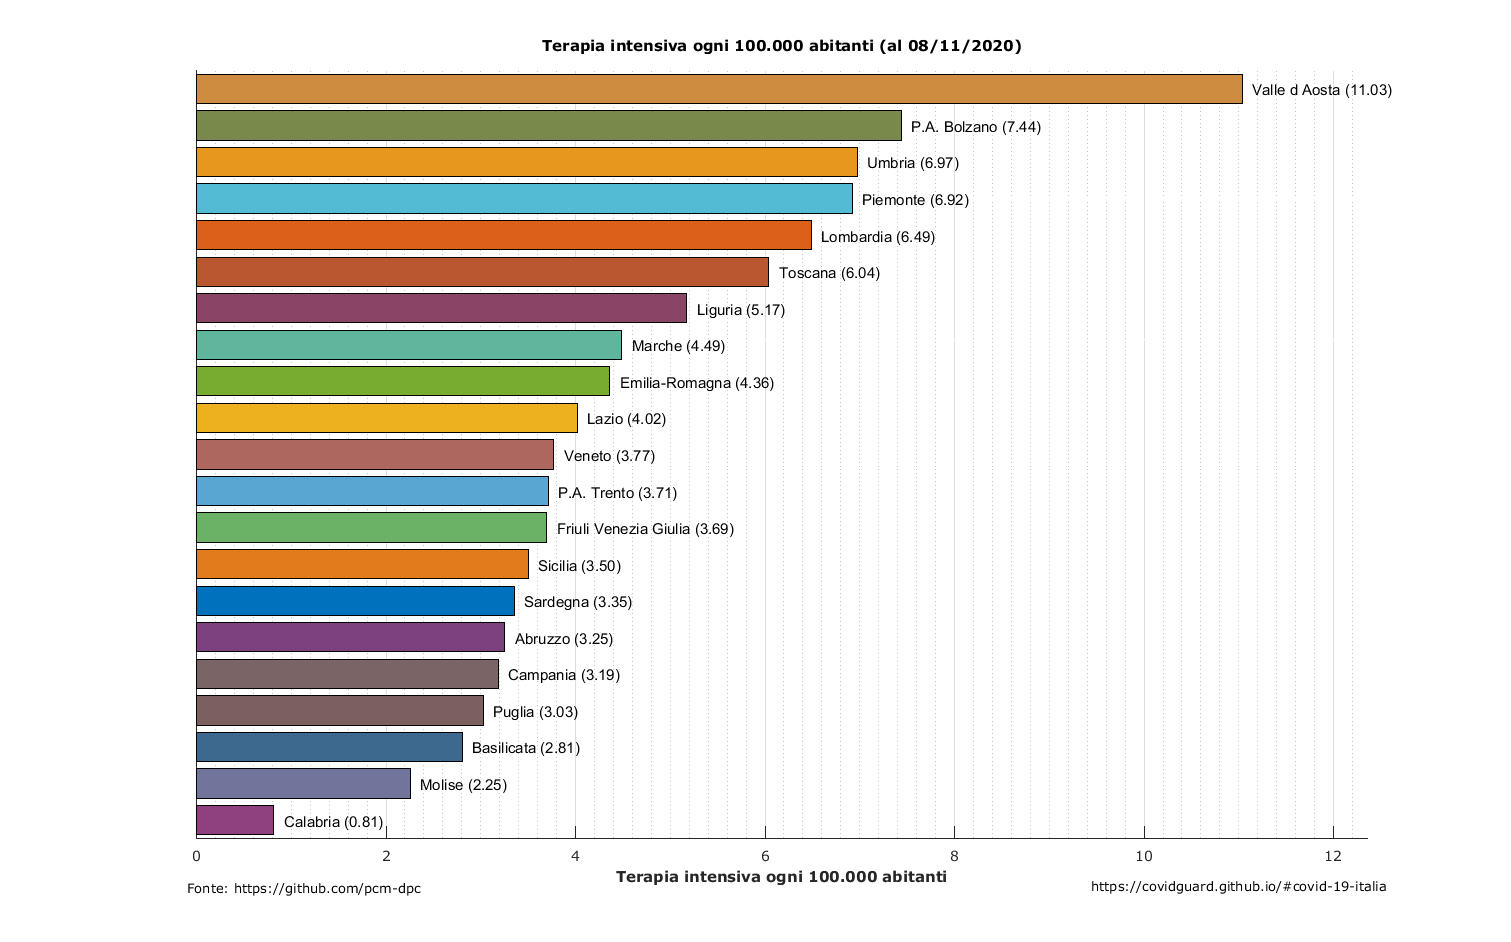 Terapia intensiva ogni 100.000 abitanti (al 08/11/2020)
Valle d Aosta (11.03)
P.A. Bolzano (7.44)
Umbria (6.97)
Piemonte (6.92)
Lombardia (6.49)
Toscana (6.04)
Liguria (5.17)
Marche (4.49)
Emilia-Romagna (4.36)
Lazio (4.02)
Veneto (3.77)
P.A. Trento (3.71)
Friuli Venezia Giulia (3.69)
Sicilia (3.50)
Sardegna (3.35)
Abruzzo (3.25)
Campania (3.19)
Puglia (3.03)
Basilicata (2.81)
Molise (2.25)
Calabria (0.81)
0 2 4 6 8 10 12
Terapia intensiva ogni 100.000 abitanti
Fonte: https://github.com/pcm-dpc
https://covidguard.github.io/#covid-19-italia